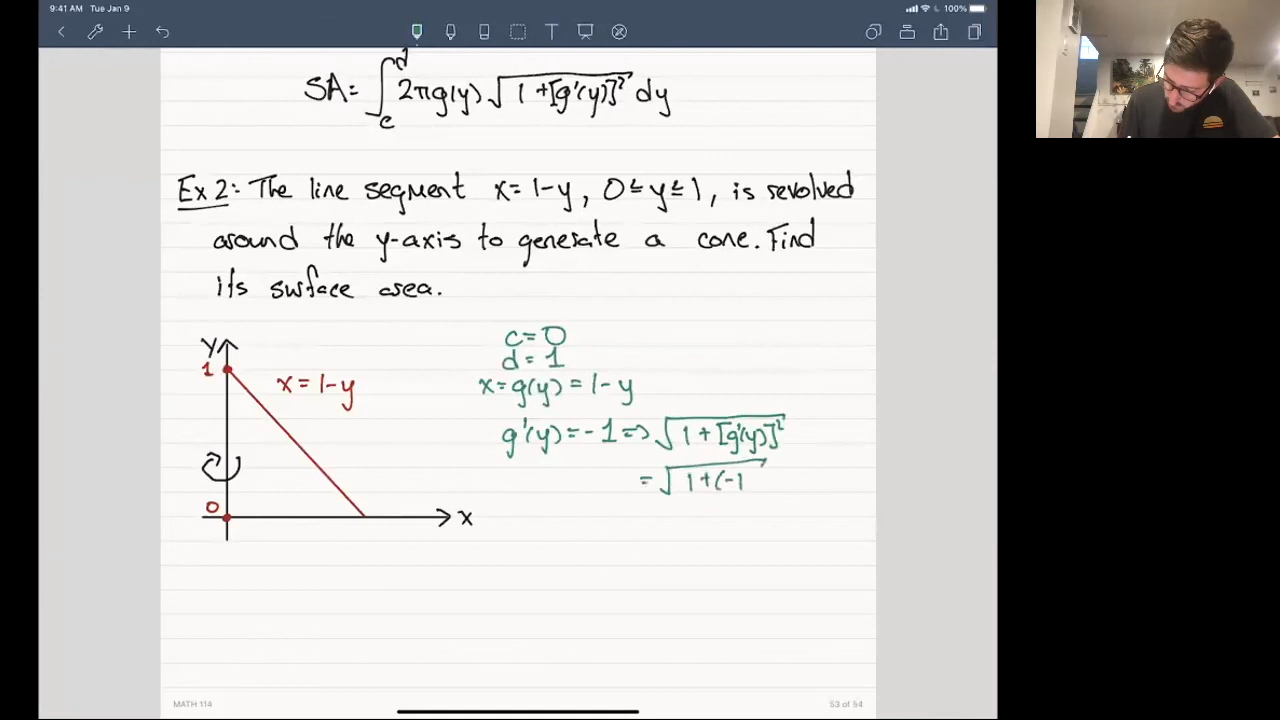 9:41 AM Tue Jan 9
100%
SA = ∫_c^d 2πg(y) √(1+[g'(y)]²) dy
Ex 2: The line segment x=1-y, 0≤y≤1, is revolved
around the y-axis to generate a cone. Find
its surface area.
y
1
x=1-y
0
x
c=0
d=1
x=g(y)=1-y
g'(y)=-1 ⇒ √(1+[g'(y)]²)
=√(1+(-1
MATH 114
53 of 54